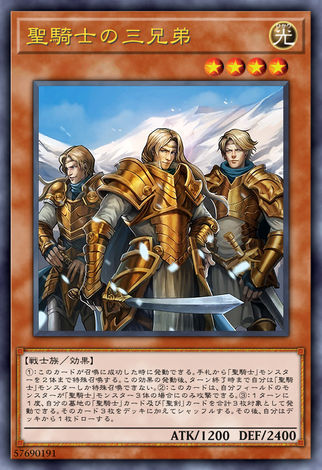 聖騎士の三兄弟
光
【戦士族／効果】
①：このカードが召喚に成功した時に発動できる。手札から「聖騎士」モンスタ
ーを２体まで特殊召喚する。この効果の発動後、ターン終了時まで自分は「聖騎士」
モンスターしか特殊召喚できない。②：このカードは、自分フィールドのモ
ンスターが「聖騎士」モンスター３体の場合にのみ攻撃できる。③：１ターンに
１度、自分の墓地の「聖騎士」カード及び「聖剣」カードを合計３枚対象として発
動できる。そのカード３枚をデッキに加えてシャッフルする。その後、自分はデ
ッキから１枚ドローする。
ATK/1200 DEF/2400
57690191